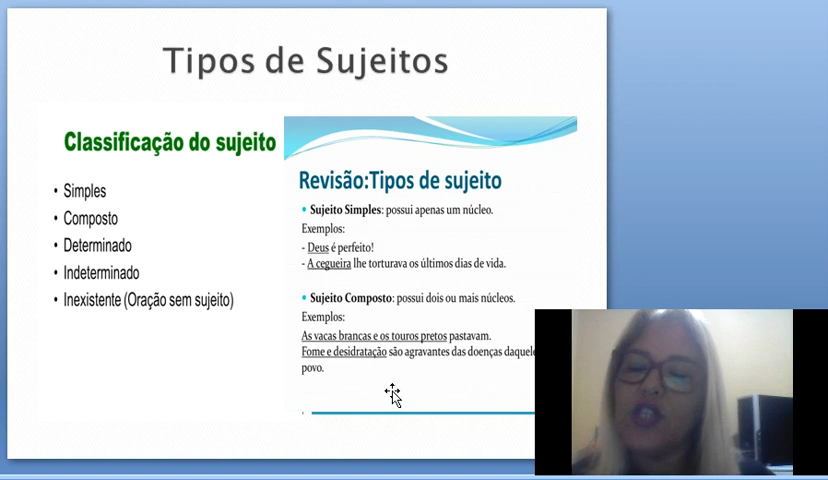 Tipos de Sujeitos
Classificação do sujeito
• Simples
• Composto
• Determinado
• Indeterminado
• Inexistente (Oração sem sujeito)
Revisão:Tipos de sujeito
• Sujeito Simples: possui apenas um núcleo.
Exemplos:
- Deus é perfeito!
- A cegueira lhe torturava os últimos dias de vida.
• Sujeito Composto: possui dois ou mais núcleos.
Exemplos:
As vacas brancas e os touros pretos pastavam.
Fome e desidratação são agravantes das doenças daquele
povo.